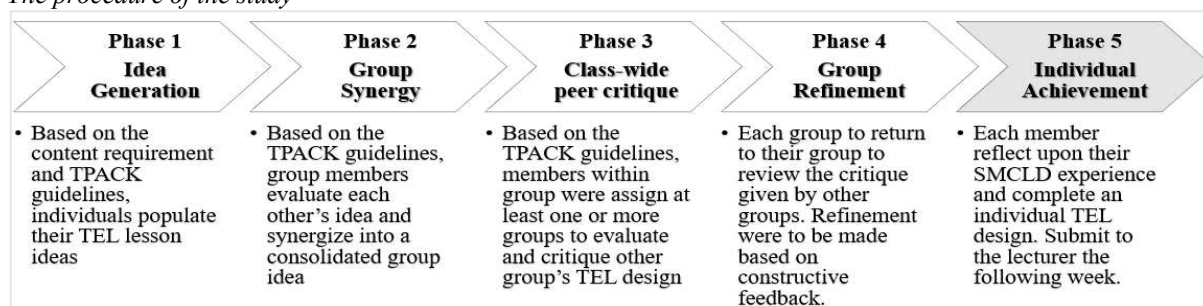 The procedure of the study
Phase 1
Idea
Generation
Phase 2
Group
Synergy
Phase 3
Class-wide
peer critique
Phase 4
Group
Refinement
Phase 5
Individual
Achievement
• Based on the
content requirement
and TPACK
guidelines,
individuals populate
their TEL lesson
ideas
• Based on the
TPACK guidelines,
group members
evaluate each
other's idea and
synergize into a
consolidated group
idea
• Based on the
TPACK guidelines,
members within
group were assign at
least one or more
groups to evaluate
and critique other
group's TEL design
• Each group to return
to their group to
review the critique
given by other
groups. Refinement
were to be made
based on
constructive
feedback.
• Each member
reflect upon their
SMCLD experience
and complete an
individual TEL
design. Submit to
the lecturer the
following week.